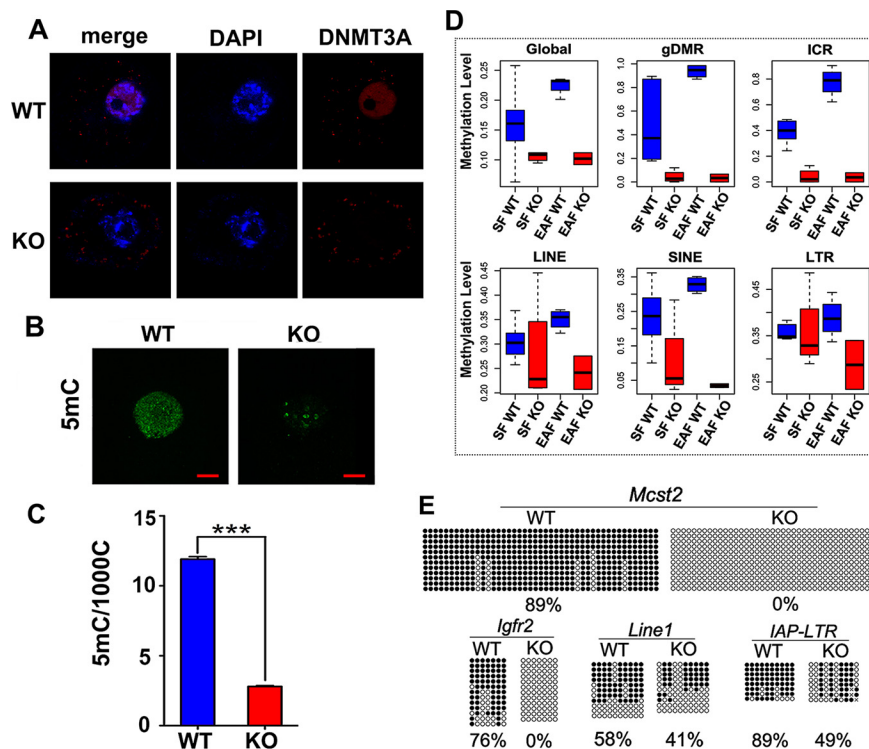 A
merge DAPI DNMT3A
WT
KO
B
WT KO
5mC
C
5mC/1000C
15
12
9
6
3
0
***
WT KO
D
Global gDMR ICR
Methylation Level
0.25
0.20
0.15
0.10
1.0
0.8
0.6
0.4
0.2
0.0
0.8
0.6
0.4
0.2
0.0
SF WT SF KO EAF WT EAF KO
SF WT SF KO EAF WT EAF KO
SF WT SF KO EAF WT EAF KO
LINE SINE LTR
Methylation Level
0.45
0.40
0.35
0.30
0.25
0.20
0.35
0.25
0.15
0.05
0.45
0.35
0.25
SF WT SF KO EAF WT EAF KO
SF WT SF KO EAF WT EAF KO
SF WT SF KO EAF WT EAF KO
E
Mcst2
WT KO
89% 0%
Igfr2 Line1 IAP-LTR
WT KO WT KO WT KO
76% 0% 58% 41% 89% 49%